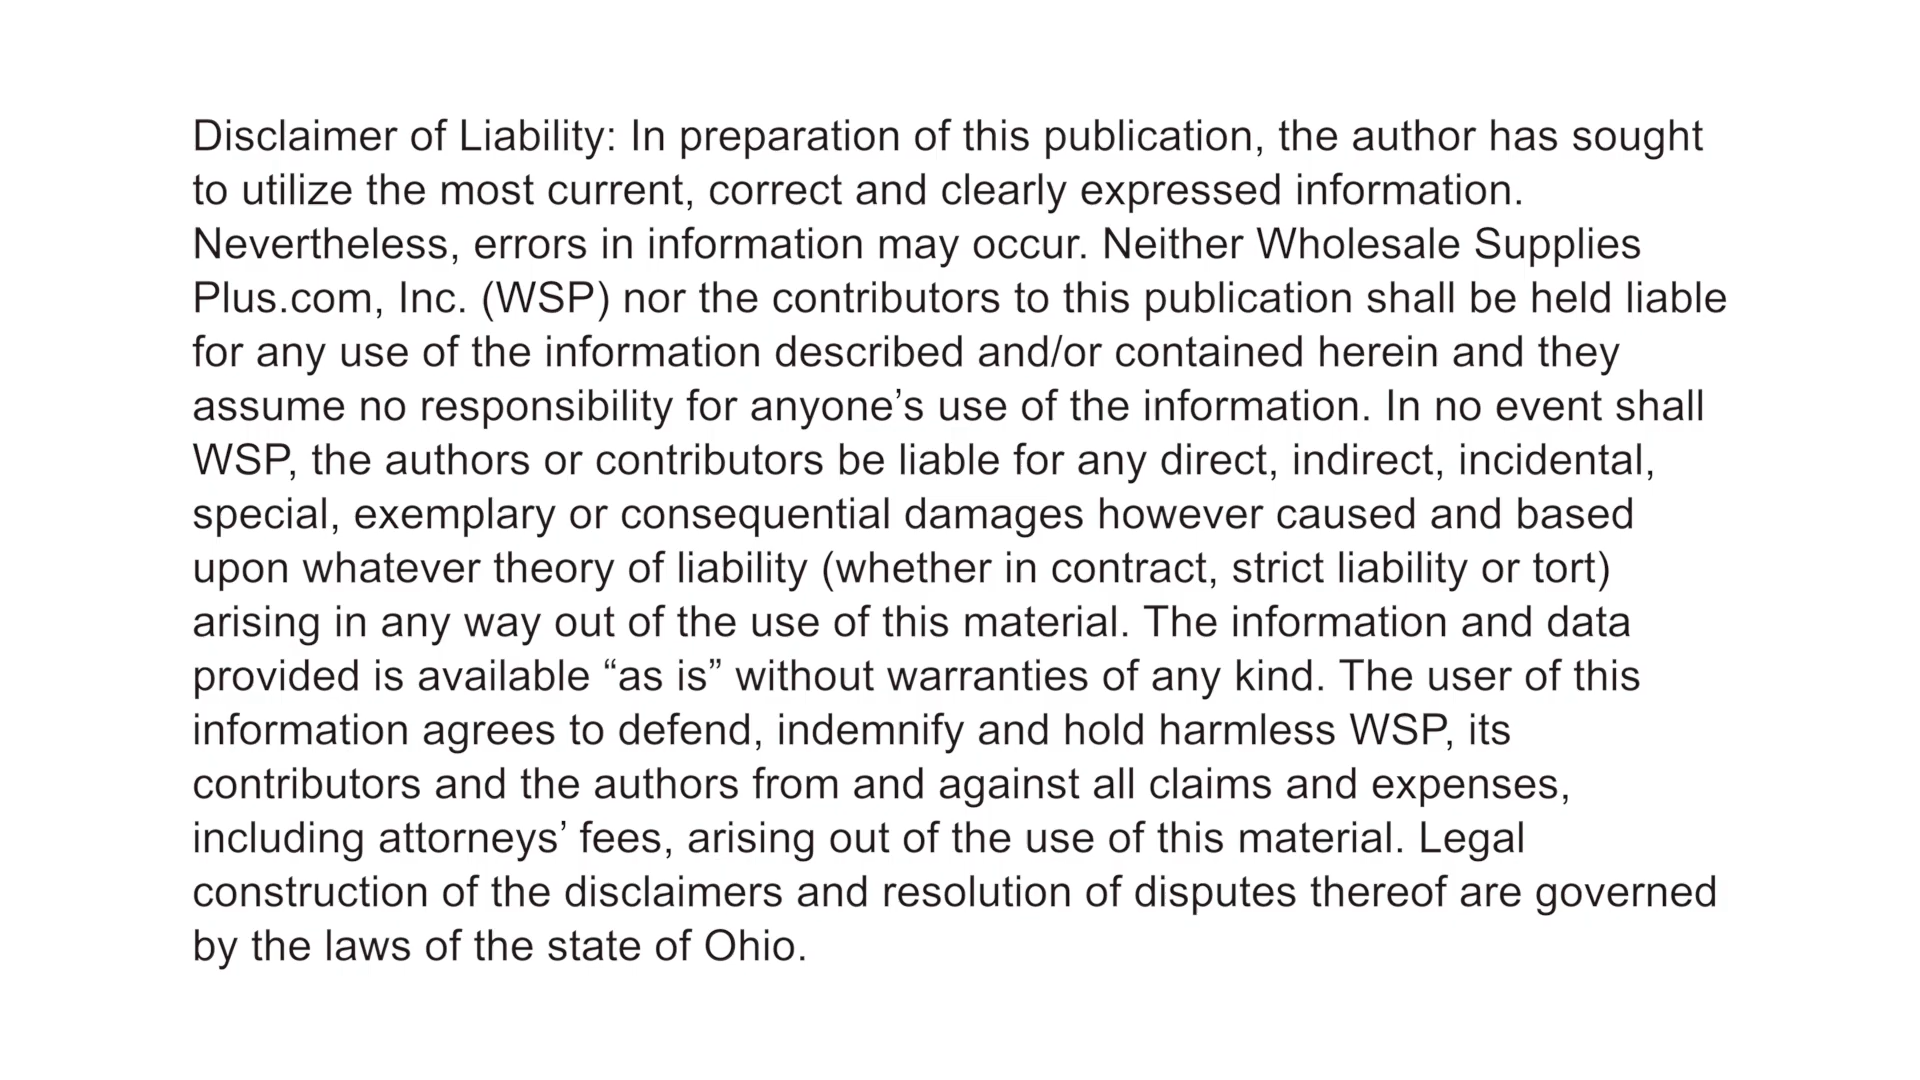 Disclaimer of Liability: In preparation of this publication, the author has sought
to utilize the most current, correct and clearly expressed information.
Nevertheless, errors in information may occur. Neither Wholesale Supplies
Plus.com, Inc. (WSP) nor the contributors to this publication shall be held liable
for any use of the information described and/or contained herein and they
assume no responsibility for anyone’s use of the information. In no event shall
WSP, the authors or contributors be liable for any direct, indirect, incidental,
special, exemplary or consequential damages however caused and based
upon whatever theory of liability (whether in contract, strict liability or tort)
arising in any way out of the use of this material. The information and data
provided is available “as is” without warranties of any kind. The user of this
information agrees to defend, indemnify and hold harmless WSP, its
contributors and the authors from and against all claims and expenses,
including attorneys’ fees, arising out of the use of this material. Legal
construction of the disclaimers and resolution of disputes thereof are governed
by the laws of the state of Ohio.